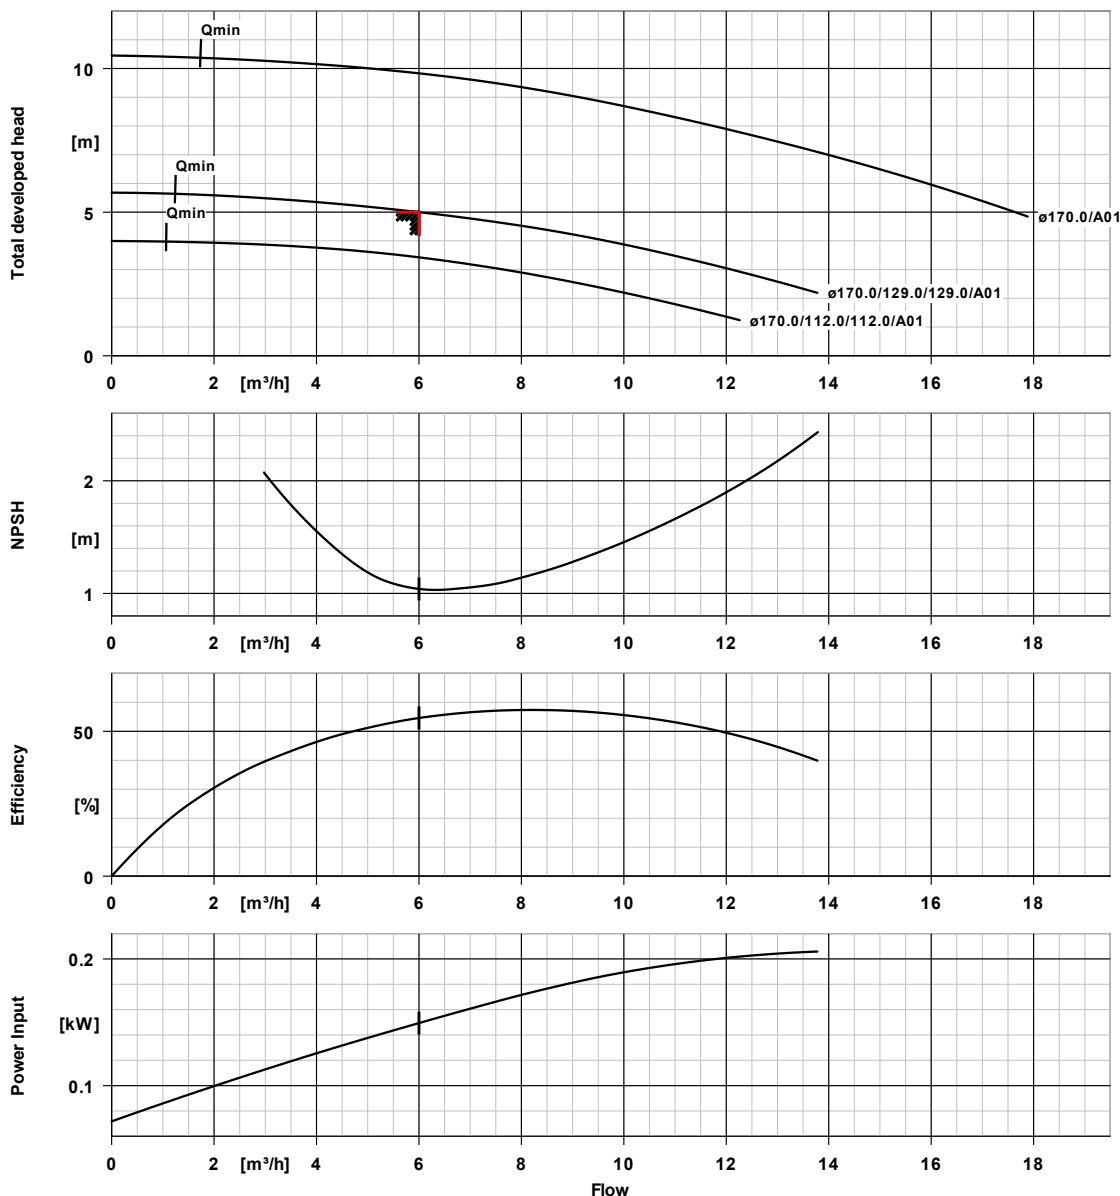 Qmin
10
Total developed head
[m]
Qmin
5
Qmin
ø170.0/A01
ø170.0/129.0/129.0/A01
ø170.0/112.0/112.0/A01
0
0 2 [m³/h] 4 6 8 10 12 14 16 18
2
NPSH
[m]
1
0 2 [m³/h] 4 6 8 10 12 14 16 18
50
Efficiency
[%]
0
0 2 [m³/h] 4 6 8 10 12 14 16 18
0.2
Power Input
[kW]
0.1
0 2 [m³/h] 4 6 8 10 12 14 16 18
Flow